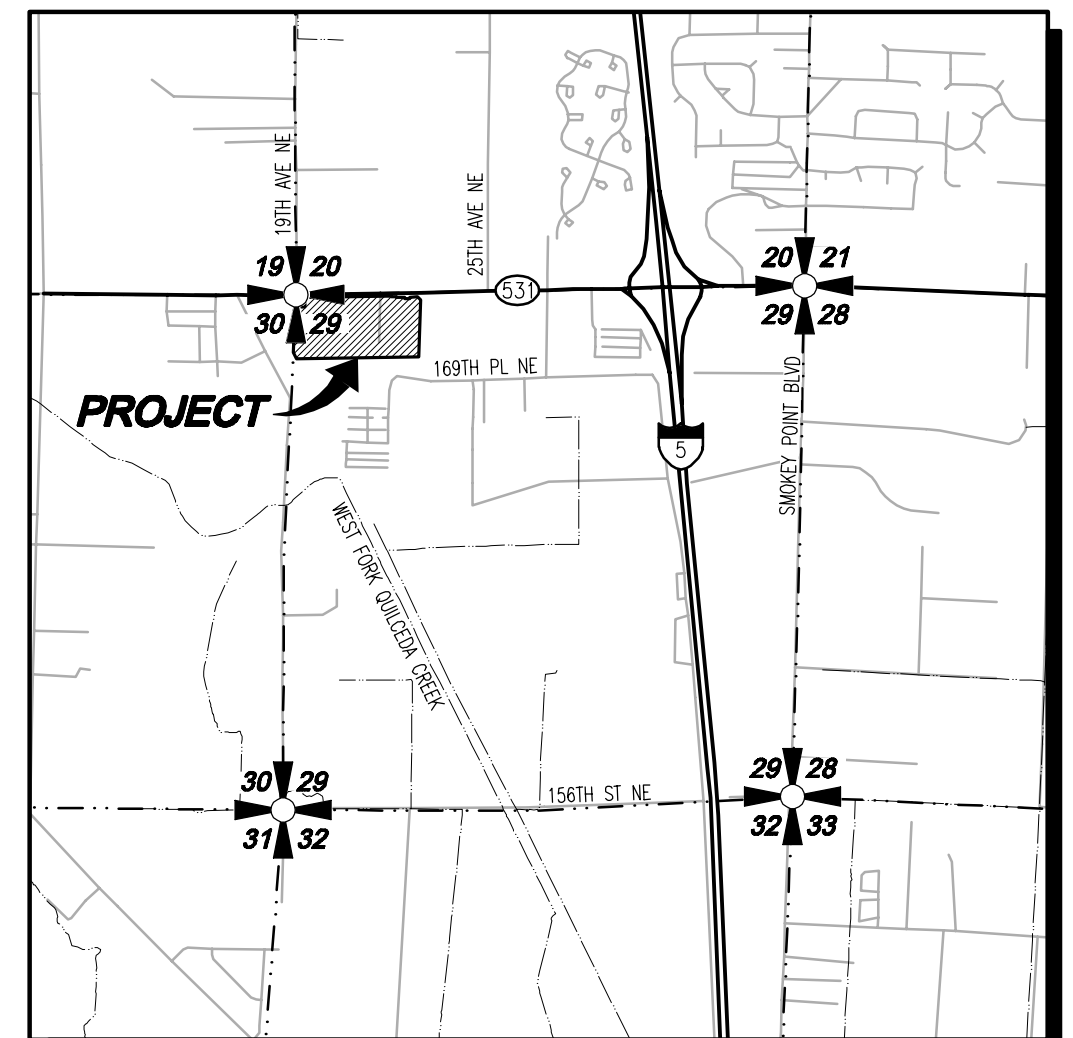 19TH AVE NE
25TH AVE NE
19 20
30 29
531
20 21
29 28
169TH PL NE
PROJECT
5
SMOKEY POINT BLVD
WEST FORK QUILCEDA CREEK
30 29
31 32
156TH ST NE
29 28
32 33